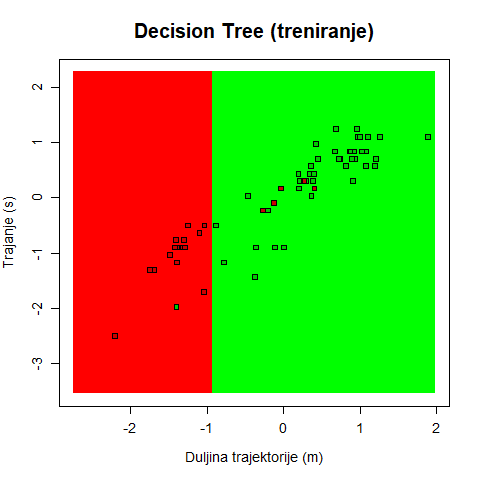 Decision Tree (treniranje)
Trajanje (s)
2
1
0
-1
-2
-3
-2 -1 0 1 2
Duljina trajektorije (m)